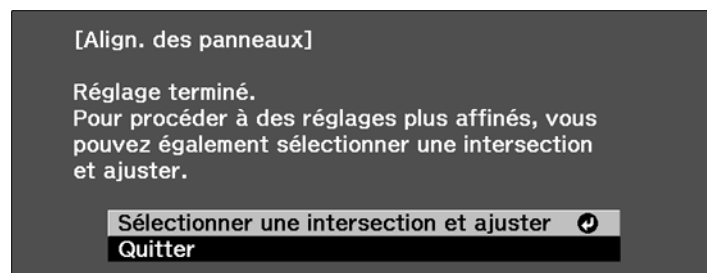 [Align. des panneaux]
Réglage terminé.
Pour procéder à des réglages plus affinés, vous
pouvez également sélectionner une intersection
et ajuster.
Sélectionner une intersection et ajuster
Quitter